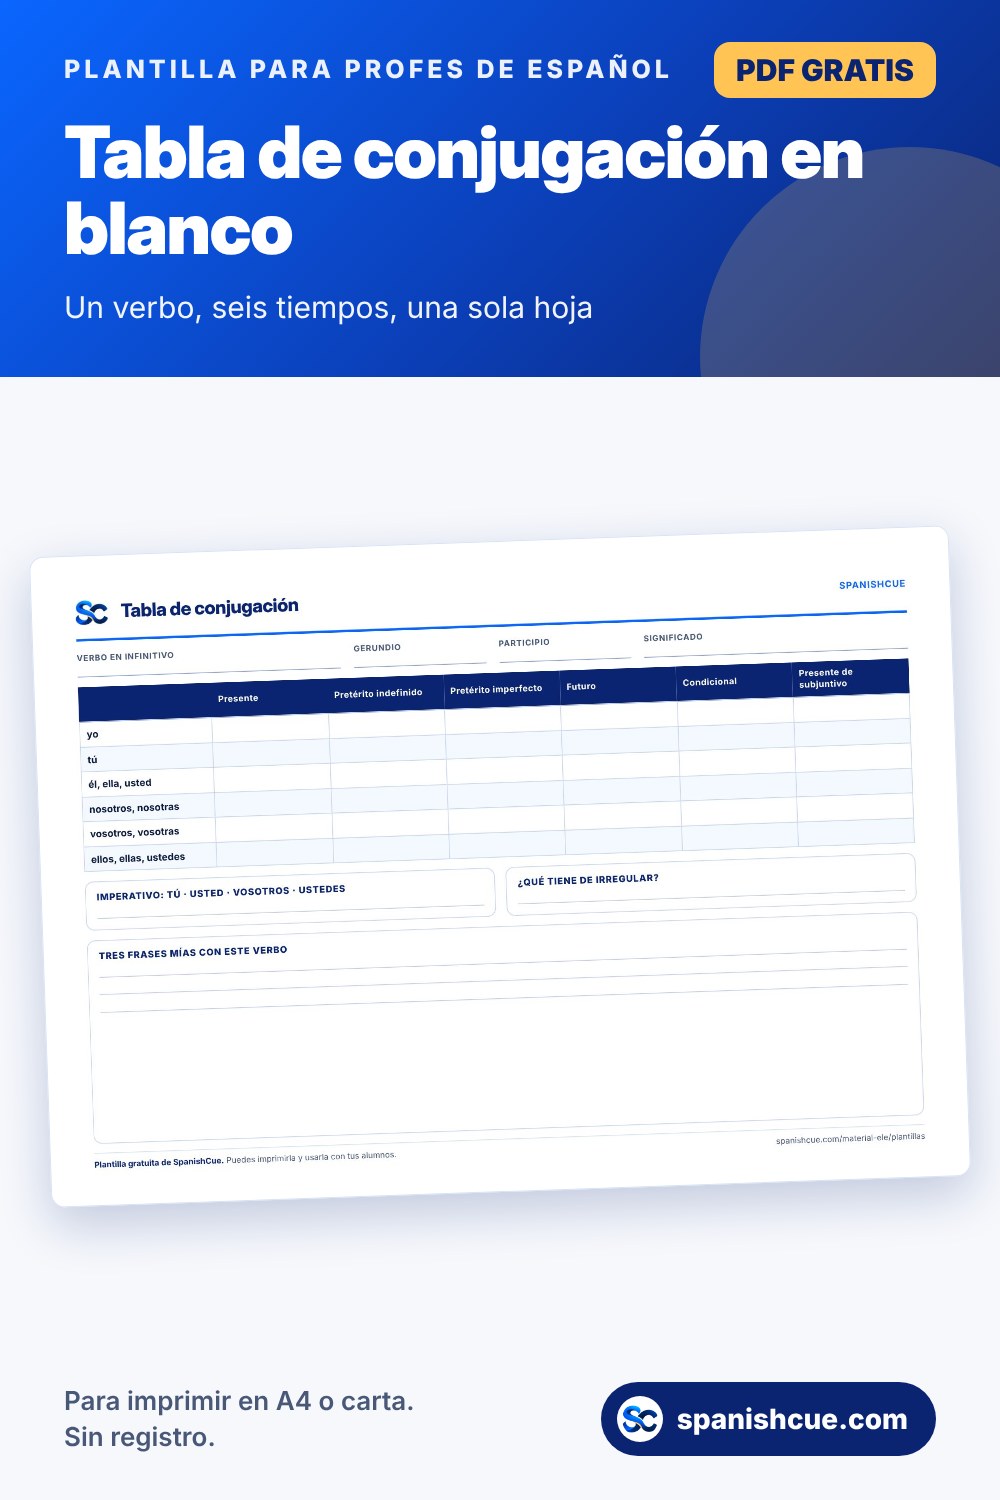 PLANTILLA PARA PROFES DE ESPAÑOL
PDF GRATIS
Tabla de conjugación en
blanco
Un verbo, seis tiempos, una sola hoja
SC Tabla de conjugación
SPANISHCUE
VERBO EN INFINITIVO
GERUNDIO
PARTICIPIO
SIGNIFICADO
Presente
Pretérito indefinido
Pretérito imperfecto
Futuro
Condicional
Presente de
subjuntivo
yo
tú
él, ella, usted
nosotros, nosotras
vosotros, vosotras
ellos, ellas, ustedes
IMPERATIVO: TÚ · USTED · VOSOTROS · USTEDES
¿QUÉ TIENE DE IRREGULAR?
TRES FRASES MÍAS CON ESTE VERBO
Plantilla gratuita de SpanishCue. Puedes imprimirla y usarla con tus alumnos.
spanishcue.com/material-ele/plantillas
Para imprimir en A4 o carta.
Sin registro.
SC spanishcue.com